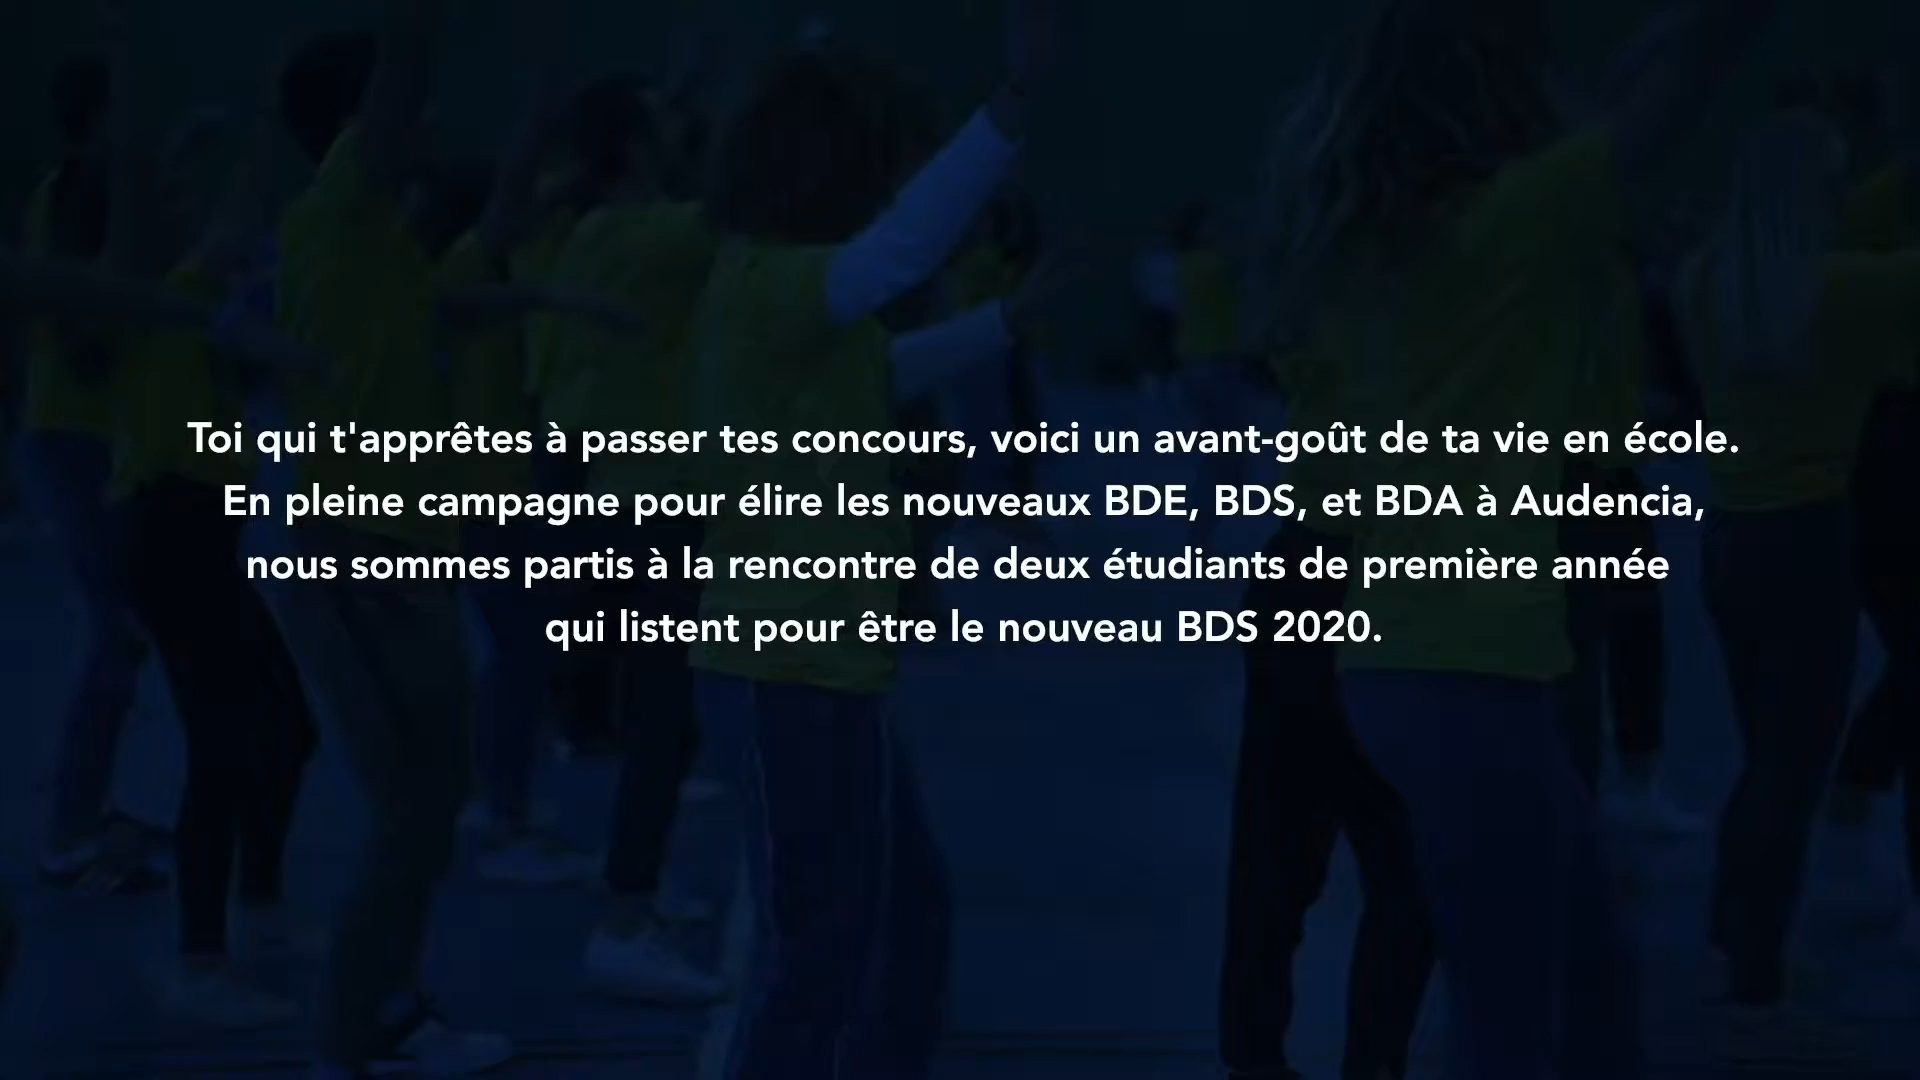 Toi qui t'apprêtes à passer tes concours, voici un avant-goût de ta vie en école.
En pleine campagne pour élire les nouveaux BDE, BDS, et BDA à Audencia,
nous sommes partis à la rencontre de deux étudiants de première année
qui listent pour être le nouveau BDS 2020.